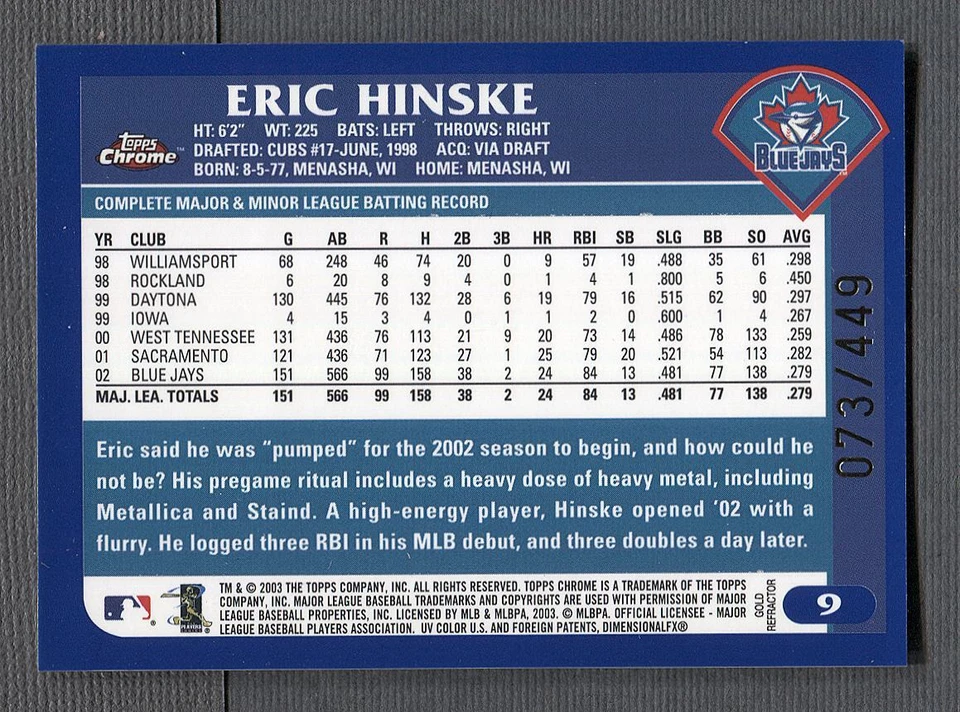 ERIC HINSKE
HT: 6'2" WT: 225 BATS: LEFT THROWS: RIGHT
DRAFTED: CUBS #17-JUNE, 1998 ACQ: VIA DRAFT
BORN: 8-5-77, MENASHA, WI HOME: MENASHA, WI
Topps
Chrome™
BLUE JAYS
COMPLETE MAJOR & MINOR LEAGUE BATTING RECORD
YR CLUB G AB R H 2B 3B HR RBI SB SLG BB SO AVG
98 WILLIAMSPORT 68 248 46 74 20 0 9 57 19 .488 35 61 .298
98 ROCKLAND 6 20 8 9 4 0 1 4 1 .800 5 6 .450
99 DAYTONA 130 445 76 132 28 6 19 79 16 .515 62 90 .297
99 IOWA 4 15 3 4 0 1 1 2 0 .600 1 4 .267
00 WEST TENNESSEE 131 436 76 113 21 9 20 73 14 .486 78 133 .259
01 SACRAMENTO 121 436 71 123 27 1 25 79 20 .521 54 113 .282
02 BLUE JAYS 151 566 99 158 38 2 24 84 13 .481 77 138 .279
MAJ. LEA. TOTALS 151 566 99 158 38 2 24 84 13 .481 77 138 .279
073/449
Eric said he was "pumped" for the 2002 season to begin, and how could he
not be? His pregame ritual includes a heavy dose of heavy metal, including
Metallica and Staind. A high-energy player, Hinske opened '02 with a
flurry. He logged three RBI in his MLB debut, and three doubles a day later.
TM & © 2003 THE TOPPS COMPANY, INC. ALL RIGHTS RESERVED. TOPPS CHROME IS A TRADEMARK OF THE TOPPS
COMPANY, INC. MAJOR LEAGUE BASEBALL TRADEMARKS AND COPYRIGHTS ARE USED WITH PERMISSION OF MAJOR
LEAGUE BASEBALL PROPERTIES, INC. LICENSED BY MLB & MLBPA, 2003. © MLBPA. OFFICIAL LICENSEE - MAJOR
LEAGUE BASEBALL PLAYERS ASSOCIATION. UV COLOR U.S. AND FOREIGN PATENTS, DIMENSIONALFX®
GOLD
REFRACTOR
9